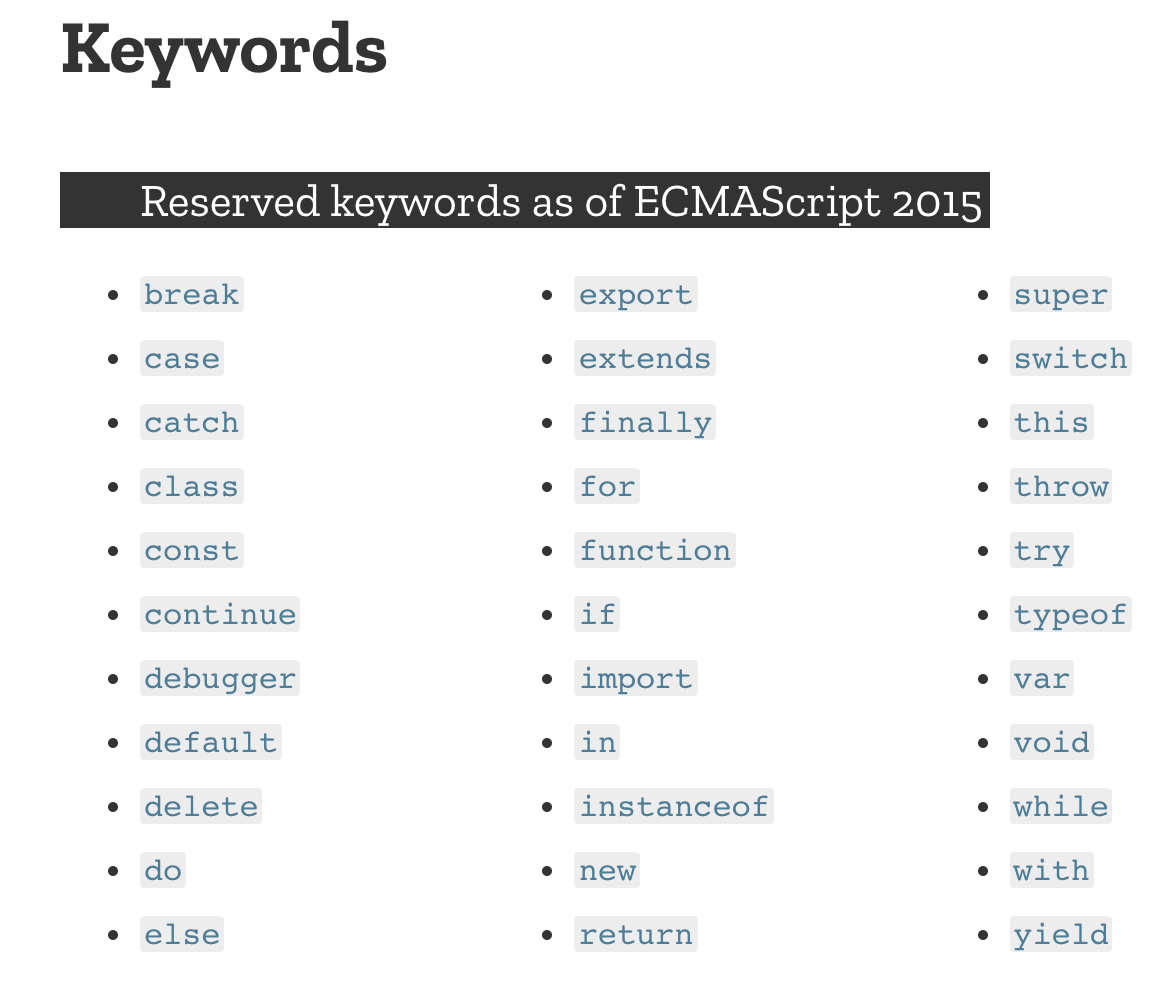 Keywords
Reserved keywords as of ECMAScript 2015
break
case
catch
class
const
continue
debugger
default
delete
do
else
export
extends
finally
for
function
if
import
in
instanceof
new
return
super
switch
this
throw
try
typeof
var
void
while
with
yield